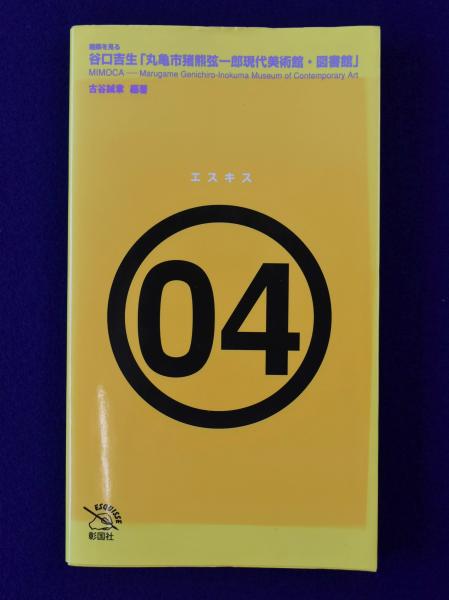 建築を見る
谷口吉生「丸亀市猪熊弦一郎現代美術館・図書館」
MIMOCA — Marugame Genichiro-Inokuma Museum of Contemporary Art
古谷誠章 編著
エスキス
04
ESQUISSE
彰国社